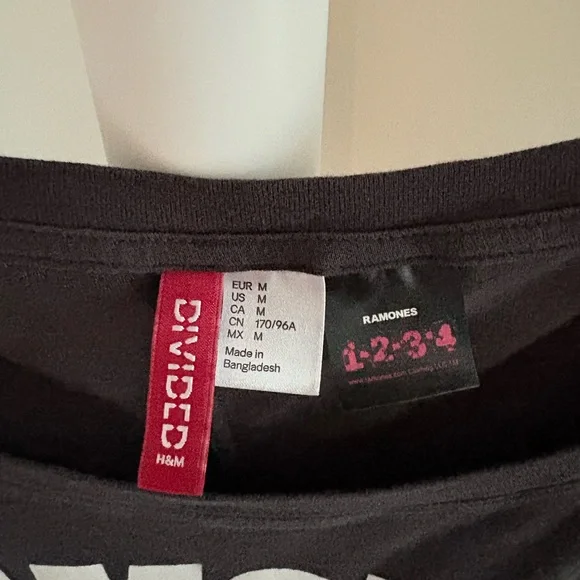 DIVIDED
H&M
EUR M
US M
CA M
CN 170/96A
MX M
Made in
Bangladesh
RAMONES
1-2-3-4